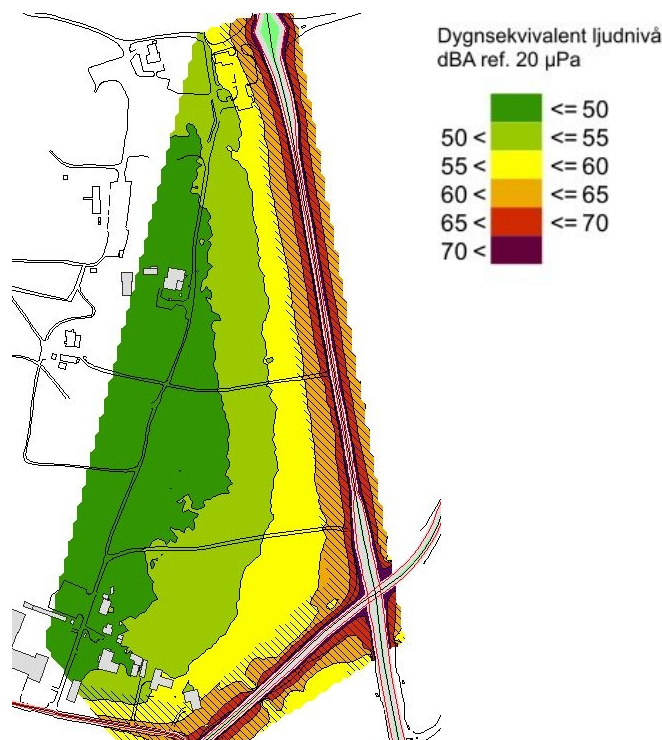 Dygnsekvivalent ljudnivå
dBA ref. 20 µPa
<= 50
50 < <= 55
55 < <= 60
60 < <= 65
65 < <= 70
70 <